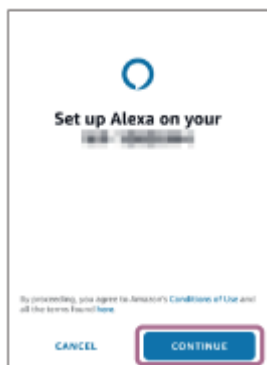 Set up Alexa on your
By proceeding, you agree to Amazon's Conditions of Use and
all the terms found here.
CANCEL CONTINUE